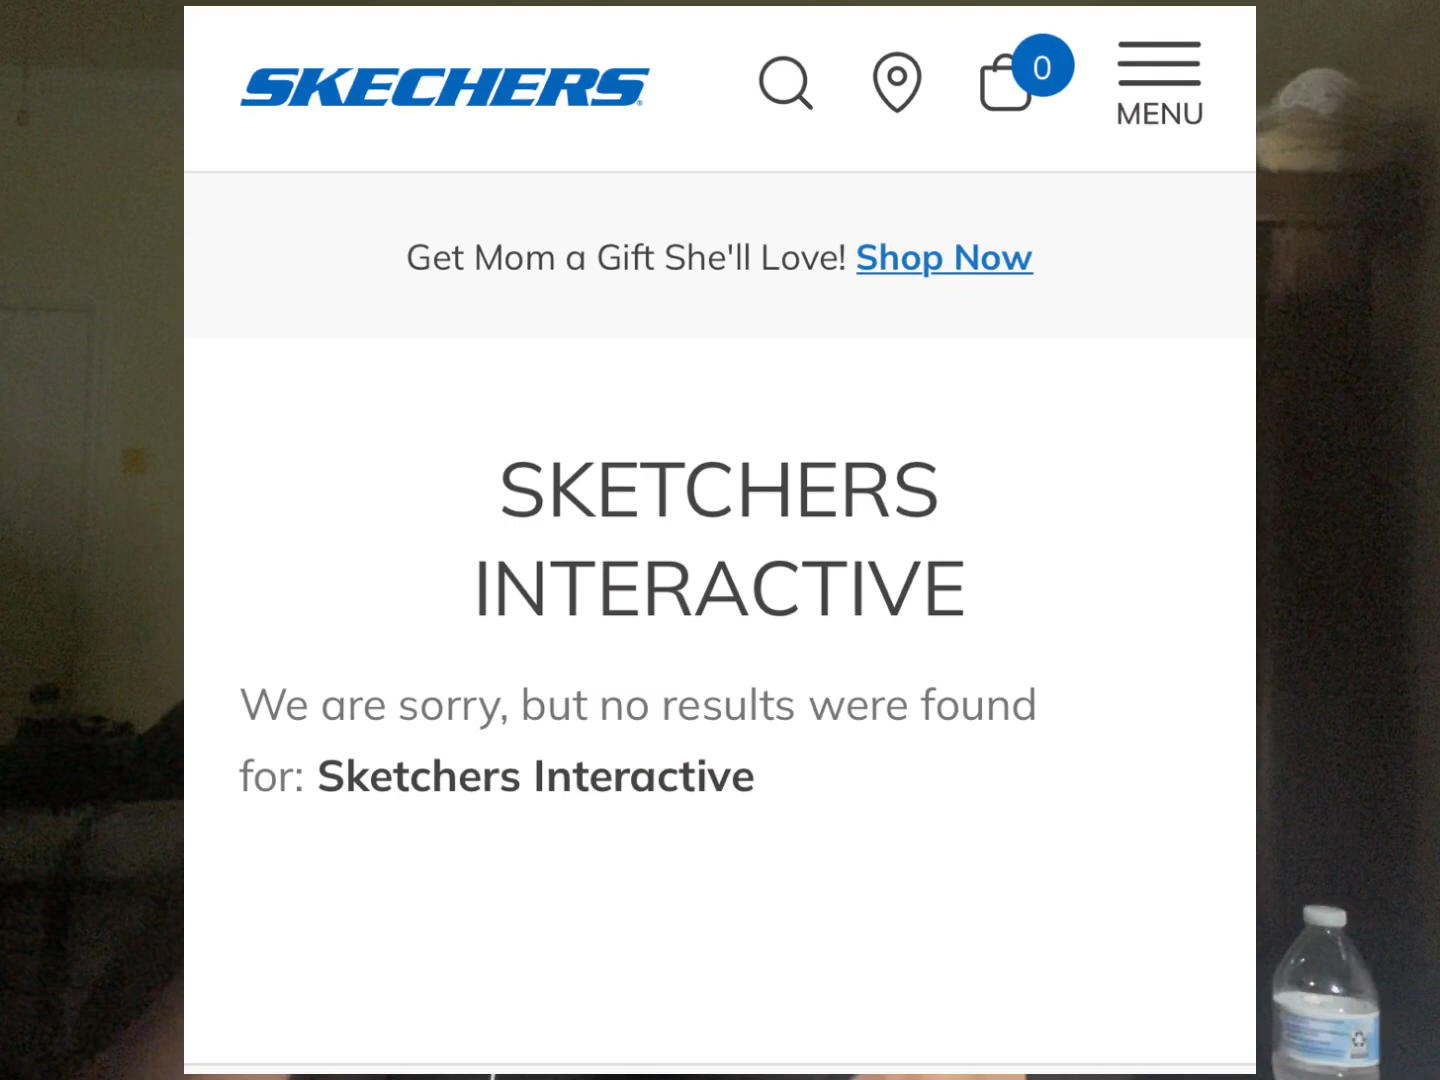 SKECHERS
0
MENU
Get Mom a Gift She'll Love! Shop Now
SKETCHERS
INTERACTIVE
We are sorry, but no results were found
for: Sketchers Interactive